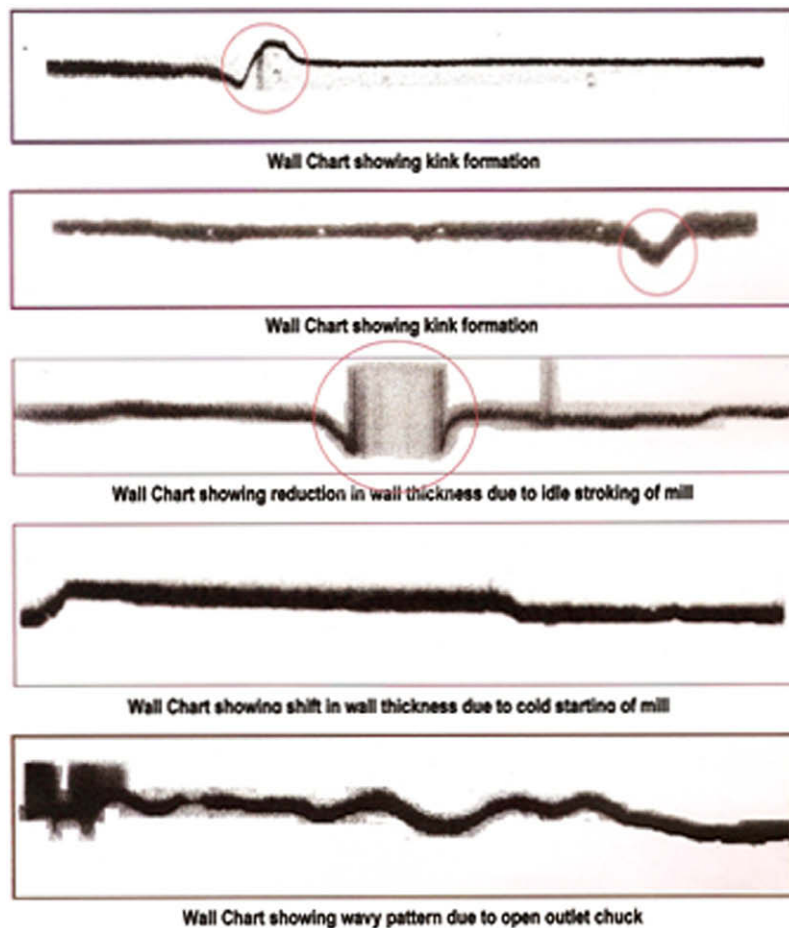 Wall Chart showing kink formation
Wall Chart showing kink formation
Wall Chart showing reduction in wall thickness due to idle stroking of mill
Wall Chart showing shift in wall thickness due to cold starting of mill
Wall Chart showing wavy pattern due to open outlet chuck